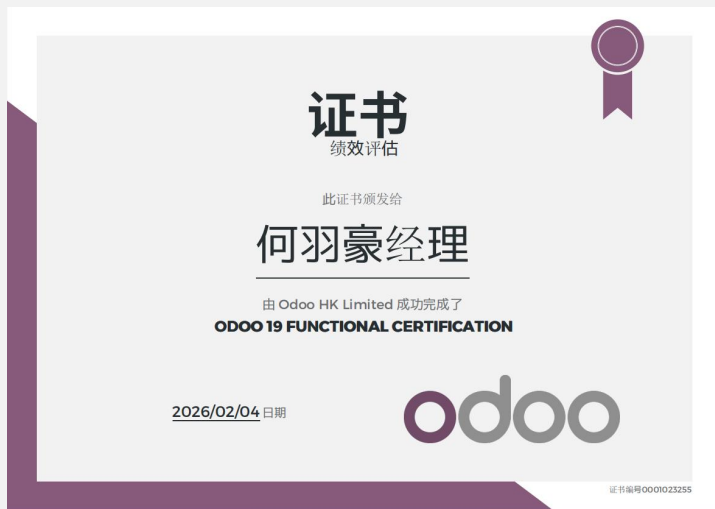 证书
绩效评估
此证书颁发给
何羽豪经理
由 Odoo HK Limited 成功完成了
ODOO 19 FUNCTIONAL CERTIFICATION
2026/02/04 日期
odoo
证书编号0001023255